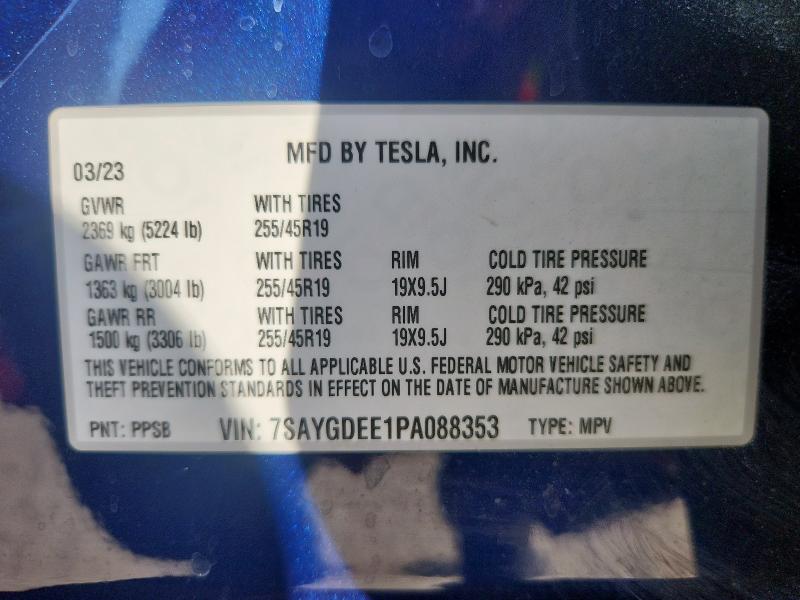 MFD BY TESLA, INC.
03/23
GVWR WITH TIRES
2369 kg (5224 lb) 255/45R19
GAWR FRT WITH TIRES RIM COLD TIRE PRESSURE
1363 kg (3004 lb) 255/45R19 19X9.5J 290 kPa, 42 psi
GAWR RR WITH TIRES RIM COLD TIRE PRESSURE
1500 kg (3306 lb) 255/45R19 19X9.5J 290 kPa, 42 psi
THIS VEHICLE CONFORMS TO ALL APPLICABLE U.S. FEDERAL MOTOR VEHICLE SAFETY AND
THEFT PREVENTION STANDARDS IN EFFECT ON THE DATE OF MANUFACTURE SHOWN ABOVE.
PNT: PPSB VIN: 7SAYGDEE1PA088353 TYPE: MPV